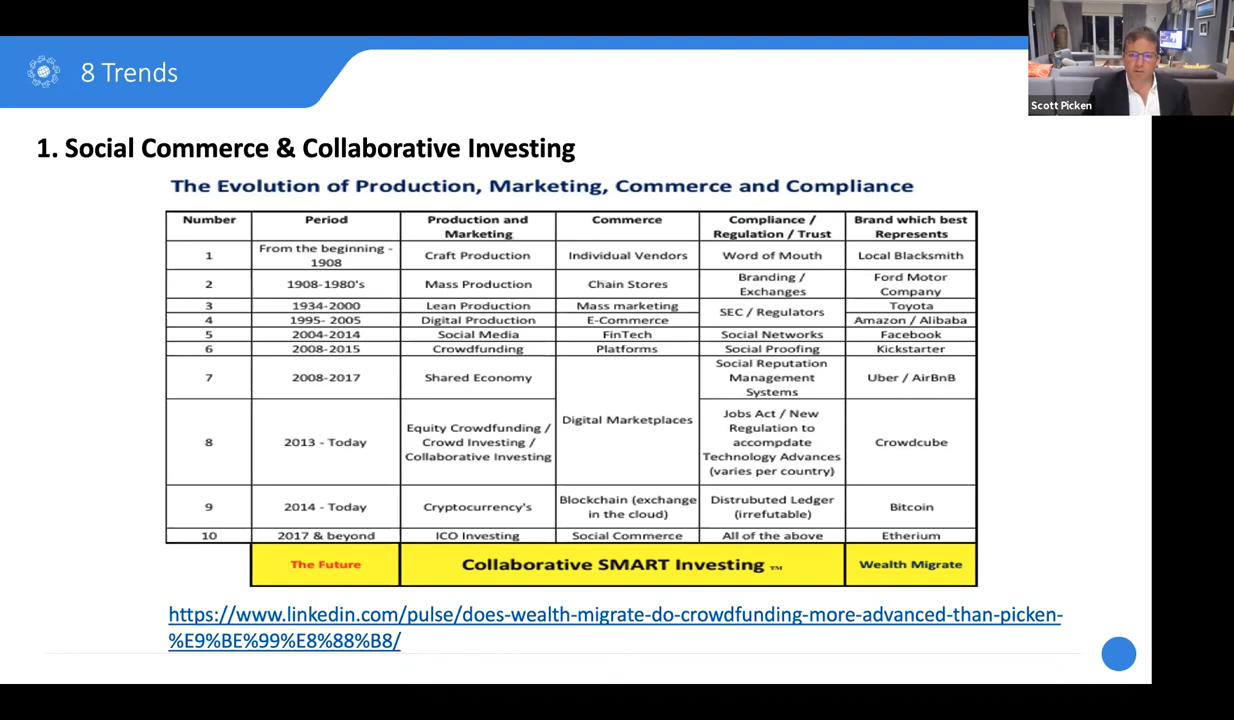 8 Trends
Scott Picken
1. Social Commerce & Collaborative Investing
The Evolution of Production, Marketing, Commerce and Compliance
Number Period Production and Marketing Commerce Compliance / Regulation / Trust Brand which best Represents
1 From the beginning - 1908 Craft Production Individual Vendors Word of Mouth Local Blacksmith
2 1908-1980's Mass Production Chain Stores Branding / Exchanges Ford Motor Company
3 1934-2000 Lean Production Mass marketing SEC / Regulators Toyota
4 1995- 2005 Digital Production E-Commerce Amazon / Alibaba
5 2004-2014 Social Media FinTech Social Networks Facebook
6 2008-2015 Crowdfunding Platforms Social Proofing Kickstarter
7 2008-2017 Shared Economy Digital Marketplaces Social Reputation Management Systems Uber / AirBnB
8 2013 - Today Equity Crowdfunding / Crowd Investing / Collaborative Investing Jobs Act / New Regulation to accompdate Technology Advances (varies per country) Crowdcube
9 2014 - Today Cryptocurrency's Blockchain (exchange in the cloud) Distrubuted Ledger (irrefutable) Bitcoin
10 2017 & beyond ICO Investing Social Commerce All of the above Etherium
The Future Collaborative SMART Investing ™ Wealth Migrate
https://www.linkedin.com/pulse/does-wealth-migrate-do-crowdfunding-more-advanced-than-picken-
%E9%BE%99%E8%88%B8/